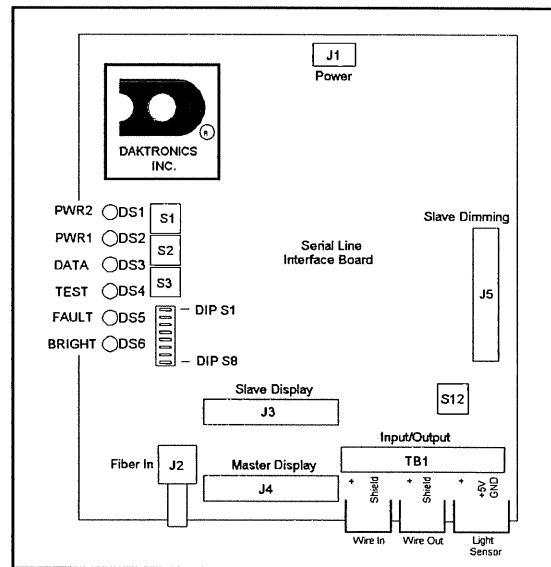 J1
Power
®
DAKTRONICS
INC.
PWR2 DS1 S1
PWR1 DS2 S2
DATA DS3 S3
TEST DS4
FAULT DS5
BRIGHT DS6
DIP S1
DIP S8
Serial Line
Interface Board
Slave Dimming
J5
S12
Slave Display
J3
Input/Output
TB1
Fiber In J2
Master Display
J4
+ Shield + Shield + +5V GND
Wire In Wire Out Light
Sensor